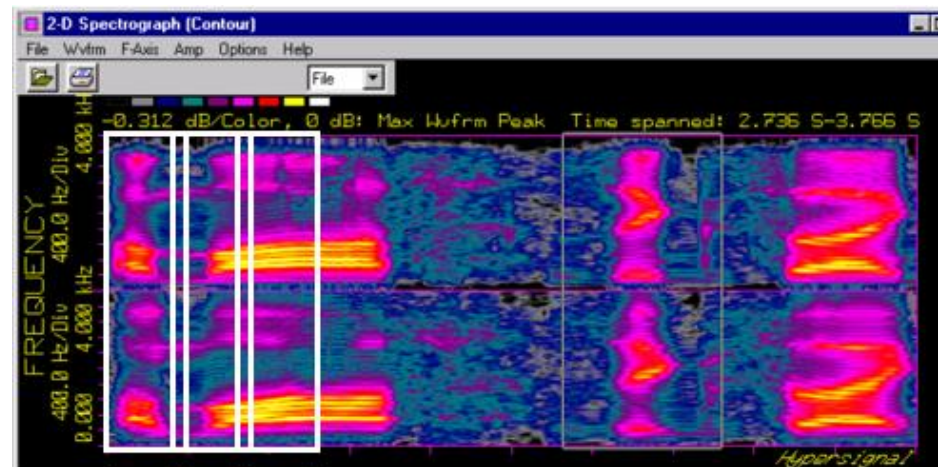 2-D Spectrograph (Contour)
File Wvfrm F-Axis Amp Options Help
File
-0.312 dB/Color, 0 dB: Max Wvfrm Peak Time spanned: 2.736 S-3.766 S
FREQUENCY
400.0 Hz/Div 4.000 kHz
400.0 Hz/Div 4.000 kHz
0.000 kHz
Hypersignal